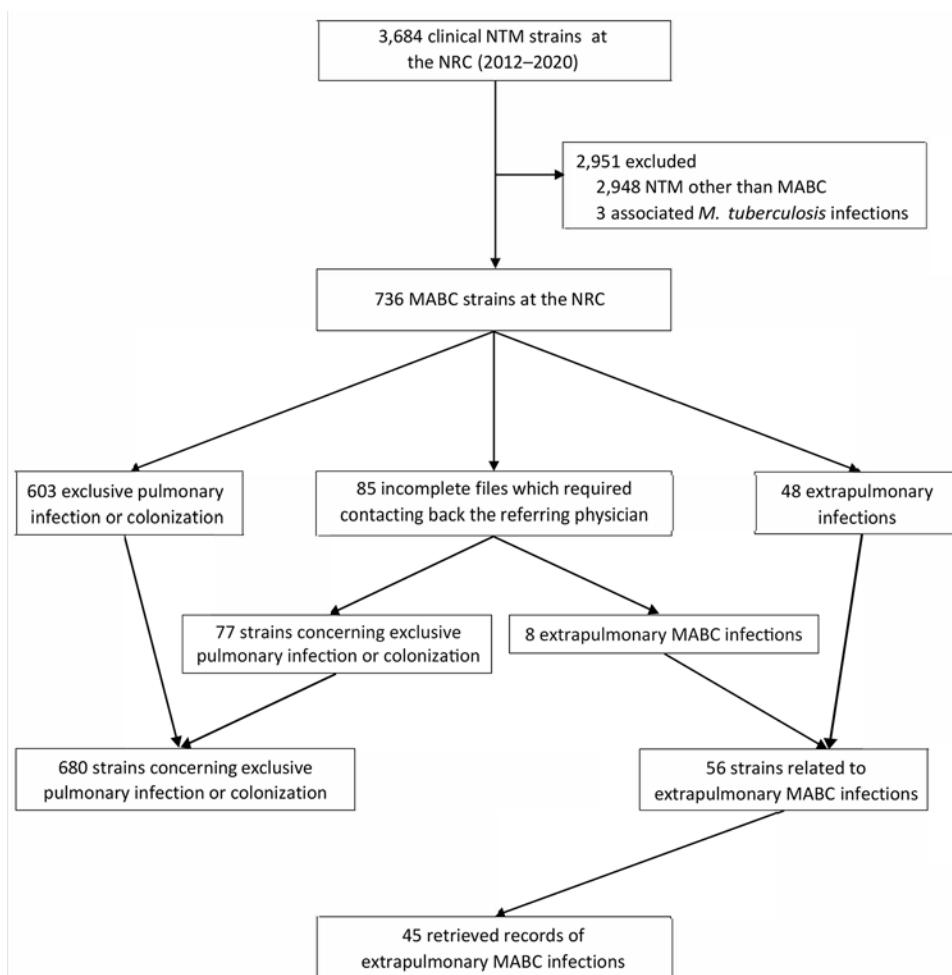 3,684 clinical NTM strains at
the NRC (2012–2020)
2,951 excluded
2,948 NTM other than MABC
3 associated M. tuberculosis infections
736 MABC strains at the NRC
603 exclusive pulmonary
infection or colonization
85 incomplete files which required
contacting back the referring physician
48 extrapulmonary
infections
77 strains concerning exclusive
pulmonary infection or colonization
8 extrapulmonary MABC infections
680 strains concerning exclusive
pulmonary infection or colonization
56 strains related to
extrapulmonary MABC infections
45 retrieved records of
extrapulmonary MABC infections